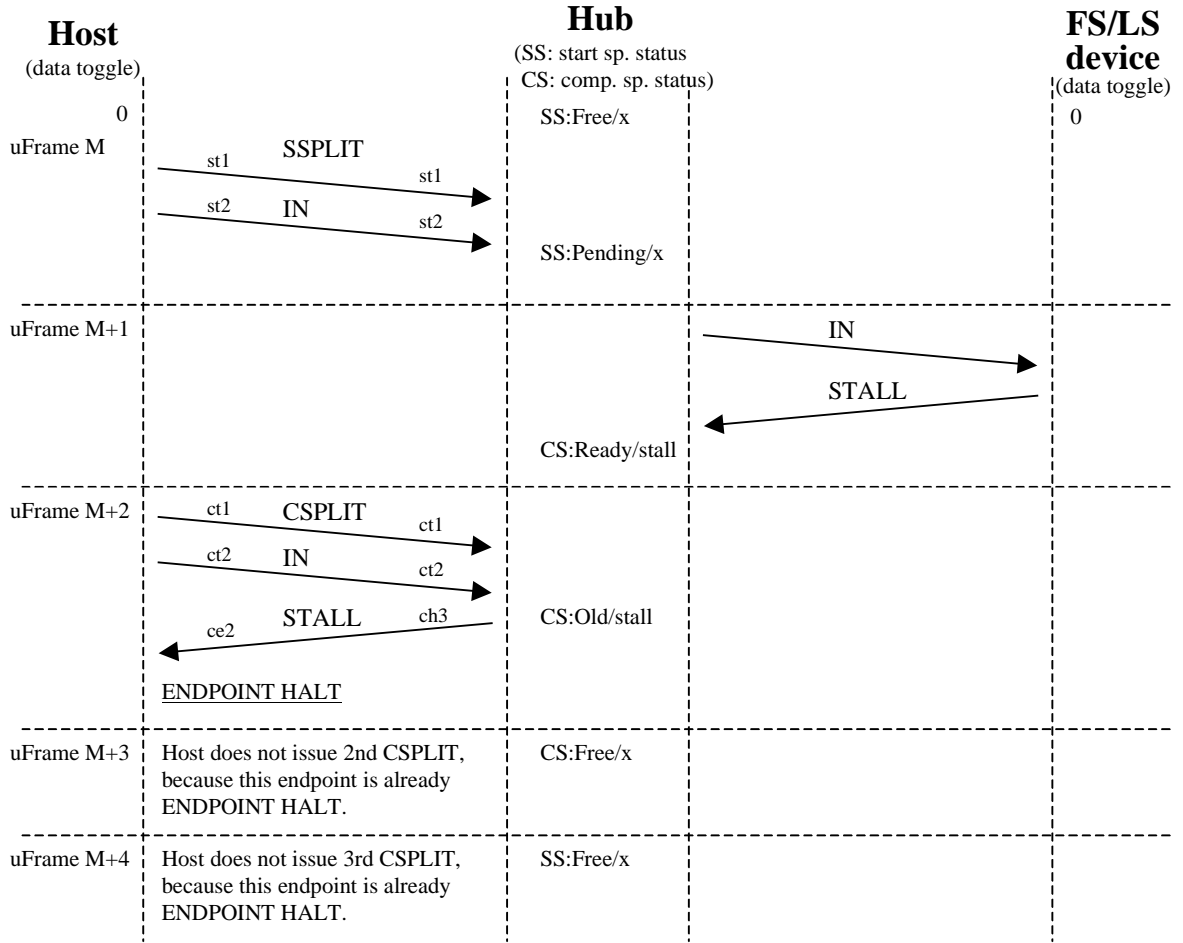 Host
(data toggle)
Hub
(SS: start sp. status
CS: comp. sp. status)
FS/LS
device
(data toggle)
0
SS:Free/x
0
uFrame M
st1
SSPLIT
st1
st2
IN
st2
SS:Pending/x
uFrame M+1
IN
STALL
CS:Ready/stall
uFrame M+2
ct1
CSPLIT
ct1
ct2
IN
ct2
ce2
STALL
ch3
CS:Old/stall
ENDPOINT HALT
uFrame M+3
Host does not issue 2nd CSPLIT,
because this endpoint is already
ENDPOINT HALT.
CS:Free/x
uFrame M+4
Host does not issue 3rd CSPLIT,
because this endpoint is already
ENDPOINT HALT.
SS:Free/x